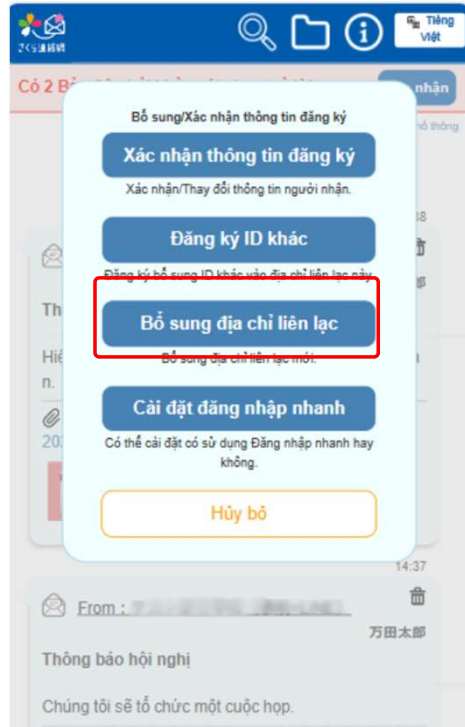 さくら連絡網
Tiếng
Việt
Có 2 B
nhận
Bổ sung/Xác nhận thông tin đăng ký
Xác nhận thông tin đăng ký
Xác nhận/Thay đổi thông tin người nhận.
Đăng ký ID khác
Đăng ký bổ sung ID khác vào địa chỉ liên lạc này.
Bổ sung địa chỉ liên lạc
Bổ sung địa chỉ liên lạc mới.
Cài đặt đăng nhập nhanh
Có thể cài đặt có sử dụng Đăng nhập nhanh hay
không.
Hủy bỏ
Th
Hiệ
n.
202
14:37
From :
万田太郎
Thông báo hội nghị
Chúng tôi sẽ tổ chức một cuộc họp.